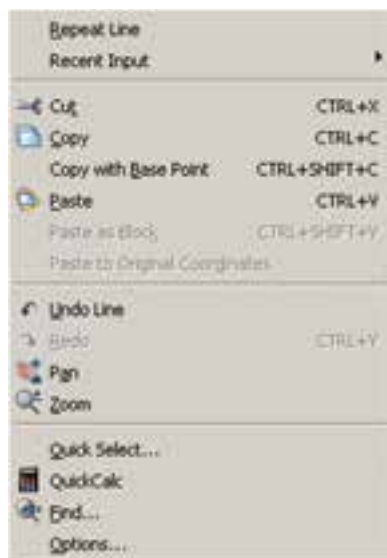 Repeat Line
Recent Input
Cut CTRL+X
Copy CTRL+C
Copy with Base Point CTRL+SHIFT+C
Paste CTRL+V
Paste as Block CTRL+SHIFT+V
Paste to Original Coordinates
Undo Line
Redo CTRL+Y
Pan
Zoom
Quick Select...
QuickCalc
Find...
Options...